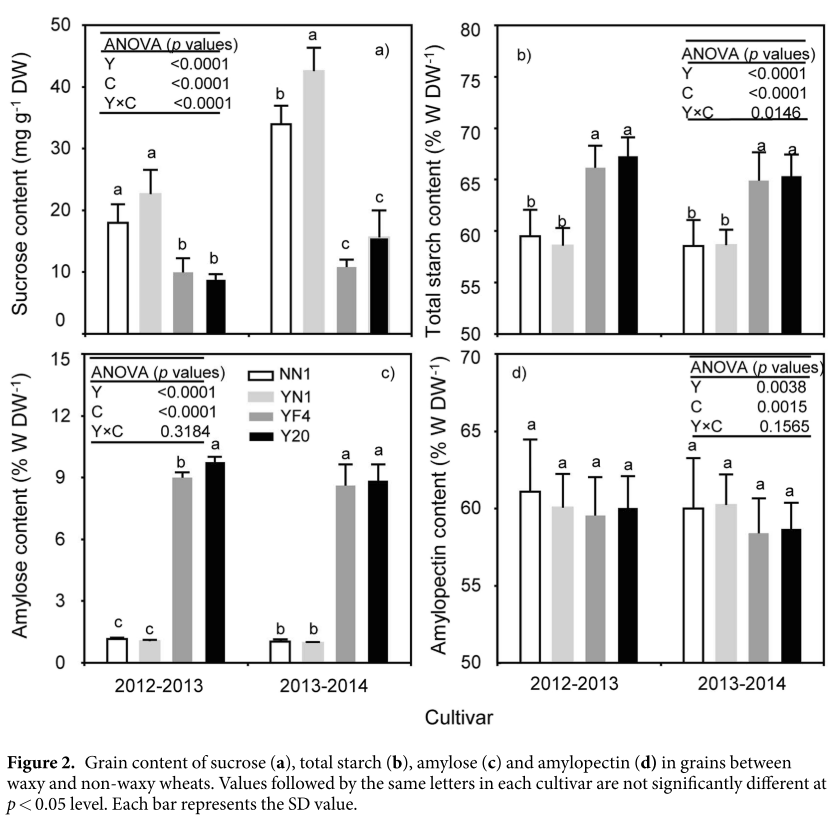 50
40
30
20
10
0
Sucrose content (mg g-1 DW)
ANOVA (p values)
Y <0.0001
C <0.0001
Y×C <0.0001
a)
a a b b
b a c c
80
75
70
65
60
55
50
Total starch content (% W DW-1)
b)
ANOVA (p values)
Y <0.0001
C <0.0001
Y×C 0.0146
b b a a
b b a a
15
12
9
6
3
0
Amylose content (% W DW-1)
ANOVA (p values)
Y <0.0001
C <0.0001
Y×C 0.3184
NN1
YN1
YF4
Y20
c)
c c b a
b b a a
2012-2013 2013-2014
70
65
60
55
50
Amylopectin content (% W DW-1)
d)
ANOVA (p values)
Y 0.0038
C 0.0015
Y×C 0.1565
a a a a
a a a a
2012-2013 2013-2014
Cultivar
Figure 2. Grain content of sucrose (a), total starch (b), amylose (c) and amylopectin (d) in grains between
waxy and non-waxy wheats. Values followed by the same letters in each cultivar are not significantly different at
p < 0.05 level. Each bar represents the SD value.